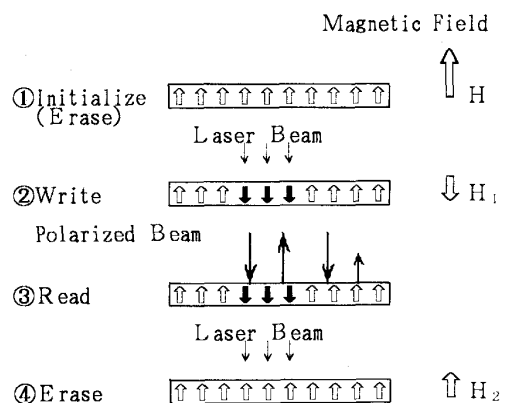 Magnetic Field
①Initialize
(Erase)
H
Laser Beam
②Write
H₁
Polarized Beam
③Read
Laser Beam
④Erase
H₂